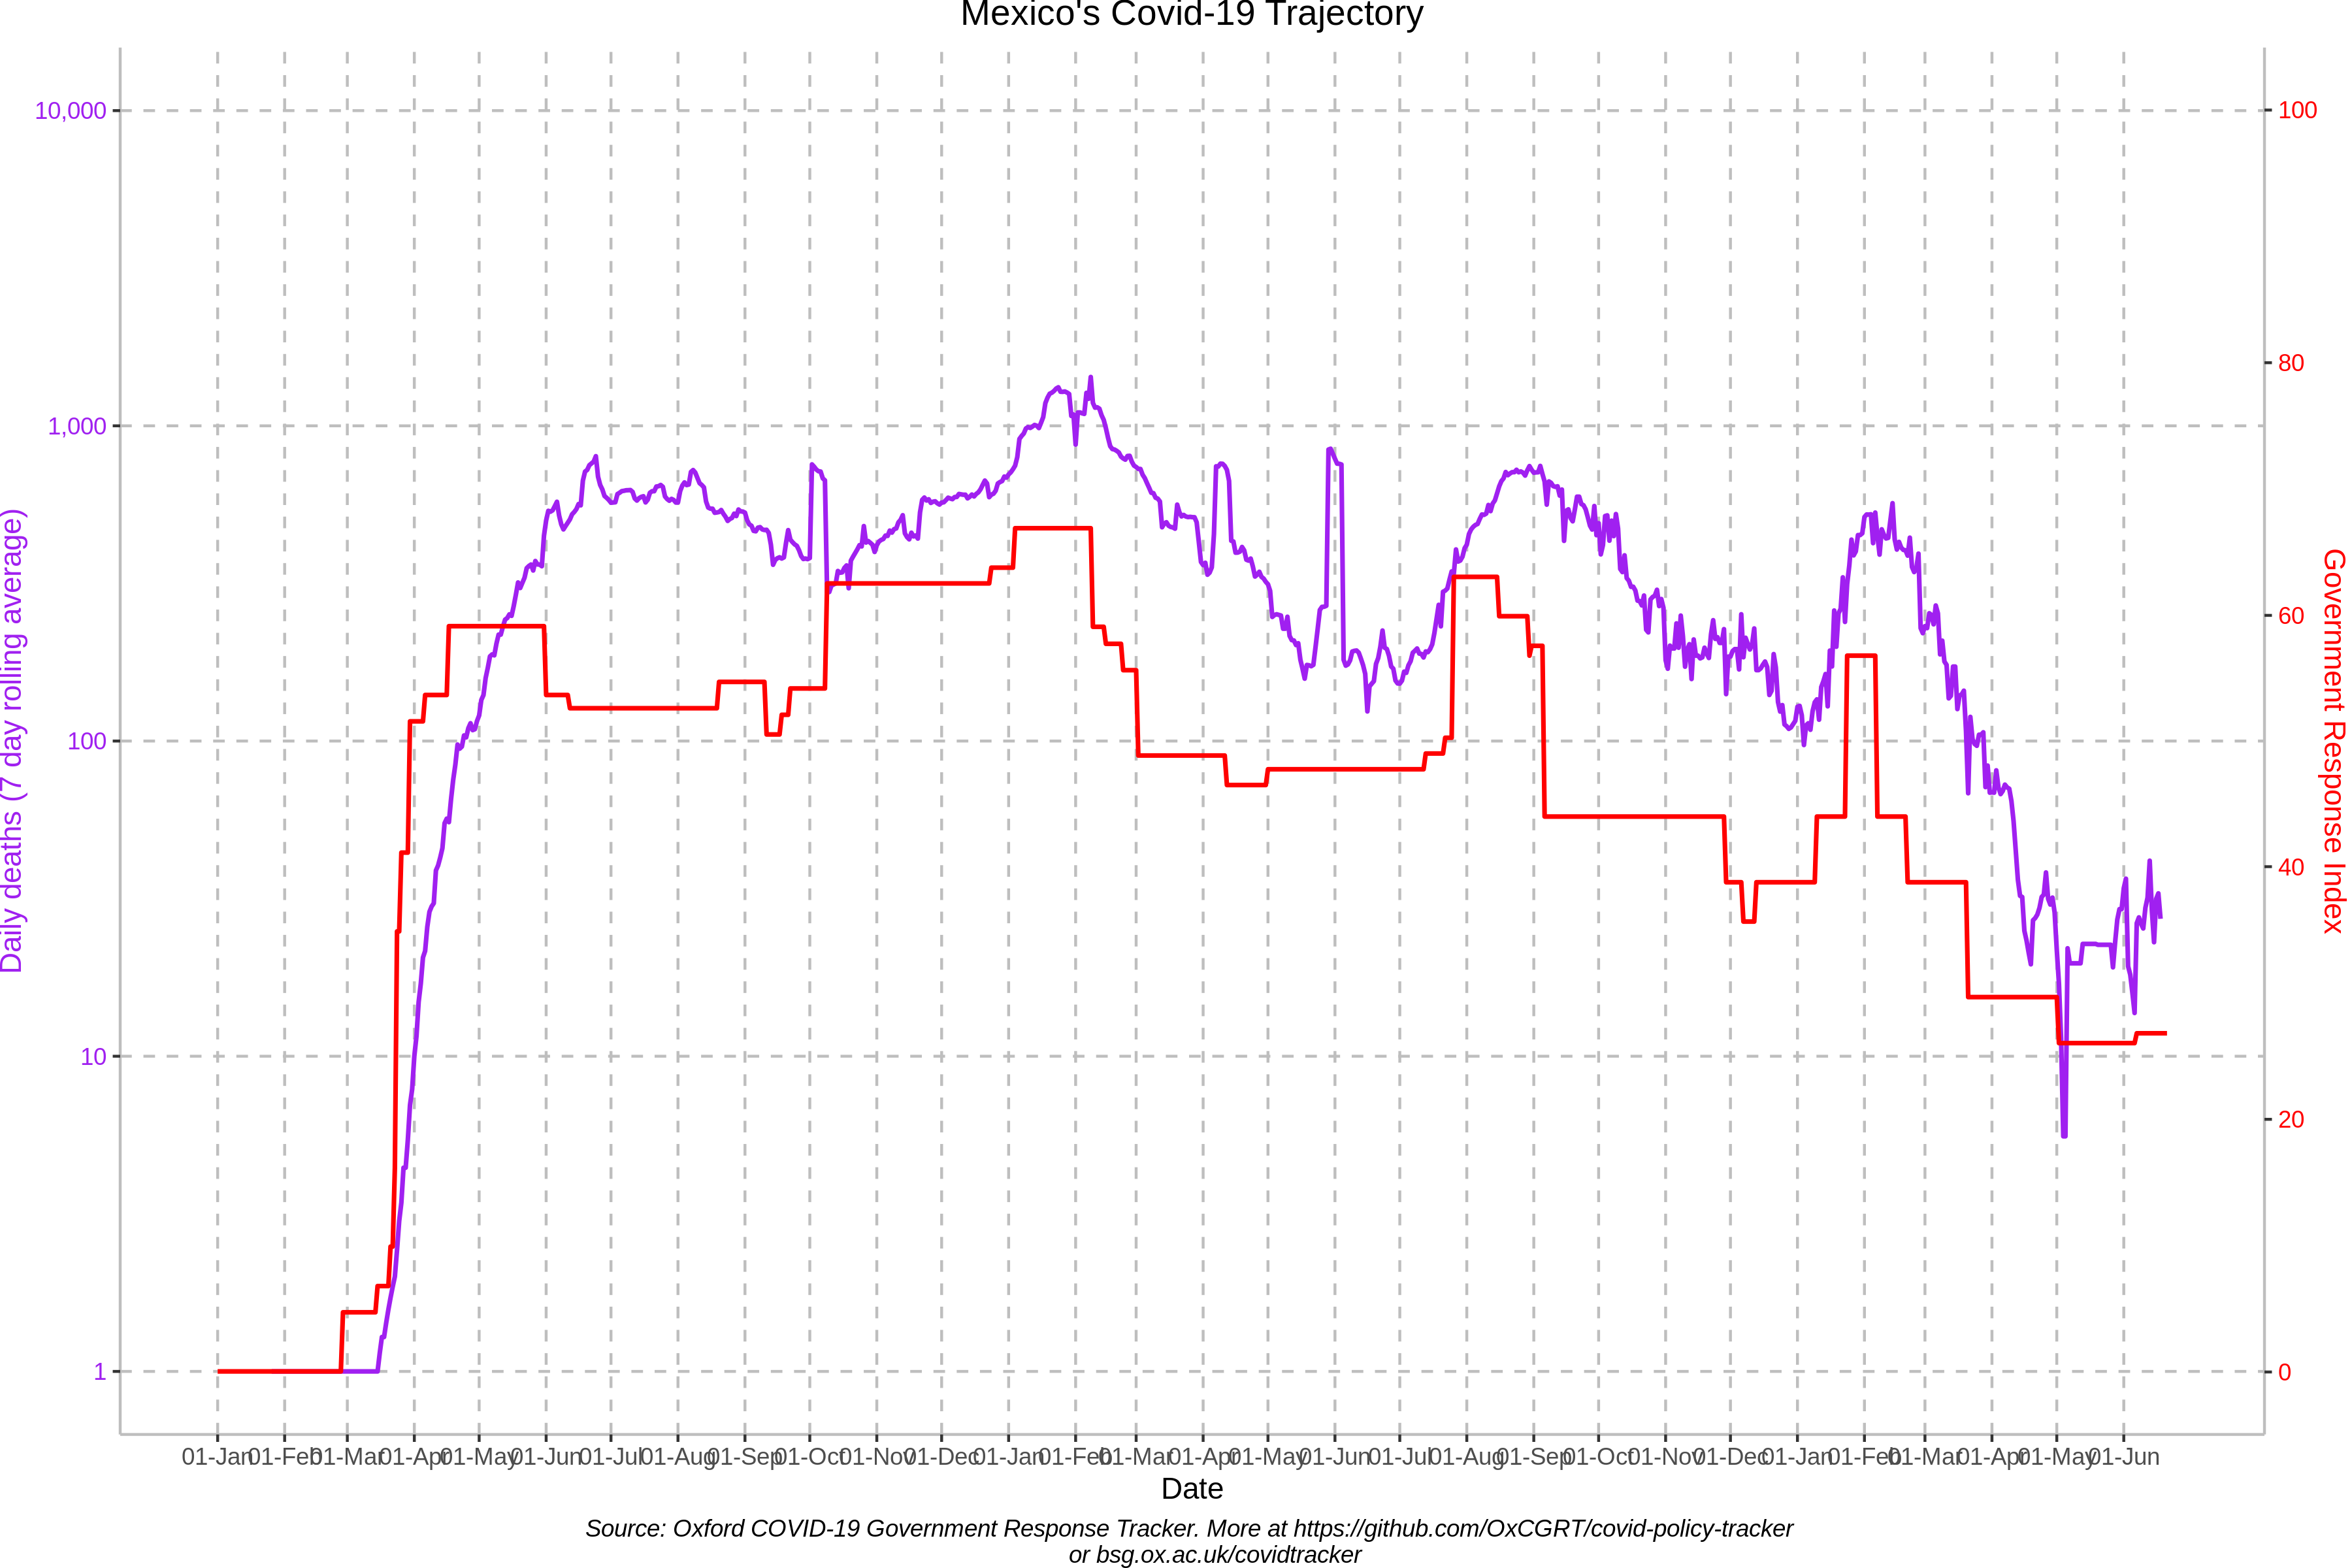 Mexico's Covid-19 Trajectory
10,000
1,000
100
10
1
Daily deaths (7 day rolling average)
100
80
60
40
20
0
Government Response Index
01-Jan 01-Feb 01-Mar 01-Apr 01-May 01-Jun 01-Jul 01-Aug 01-Sep 01-Oct 01-Nov 01-Dec 01-Jan 01-Feb 01-Mar 01-Apr 01-May 01-Jun 01-Jul 01-Aug 01-Sep 01-Oct 01-Nov 01-Dec 01-Jan 01-Feb 01-Mar 01-Apr 01-May 01-Jun
Date
Source: Oxford COVID-19 Government Response Tracker. More at https://github.com/OxCGRT/covid-policy-tracker
or bsg.ox.ac.uk/covidtracker